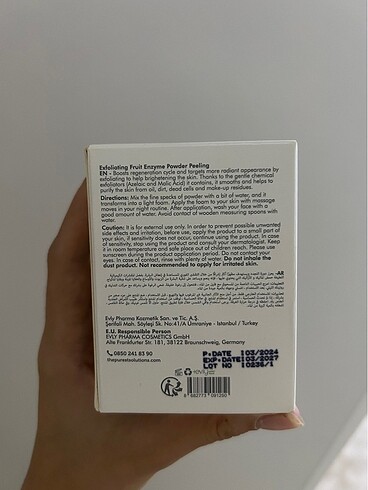 Exfoliating Fruit Enzyme Powder Peeling
EN - Boosts regeneration cycle and targets more radiant appearance by
exfoliating to help brightening the skin. Thanks to the gentle chemical
exfoliators (Azelaic and Malic Acid) it contains, it smooths and helps to
purify the skin from oil, dirt, dead cells and make-up residues.
Directions: Mix the fine specks of powder with a bit of water, and it
transforms into a light foam. Apply the foam to your skin with massage
moves in your night routine. After application, wash your face with a
good amount of water. Avoid contact of wooden measuring spoons with
water.
Caution: It is for external use only. In order to prevent possible unwanted
side effects and irritation, before use, apply the product to a small part of
your skin, if sensitivity does not occur, continue using the product. In case
of sensitivity, stop using the product and consult your dermatologist. Keep
it in room temperature and safe place out of children reach. Please use
sunscreen during the product application period. Do not contact your
eyes. In case of contact, rinse with plenty of water. Do not inhale the
dust product. Not recommended to apply for irritated skin.
Evly Pharma Kozmetik San. ve Tic. A.Ş.
Şerifali Mah. Söyleşi Sk. No:41/A Ümraniye - Istanbul / Turkey
E.U. Responsible Person
EVLY PHARMA COSMETICS GmbH
Alte Frankfurter Str. 181, 38122 Braunschweig, Germany
0850 241 83 90
thepurestsolutions.com
P.DATE 03/2024
EXP.DATE 03/2027
LOT NO 10236/1